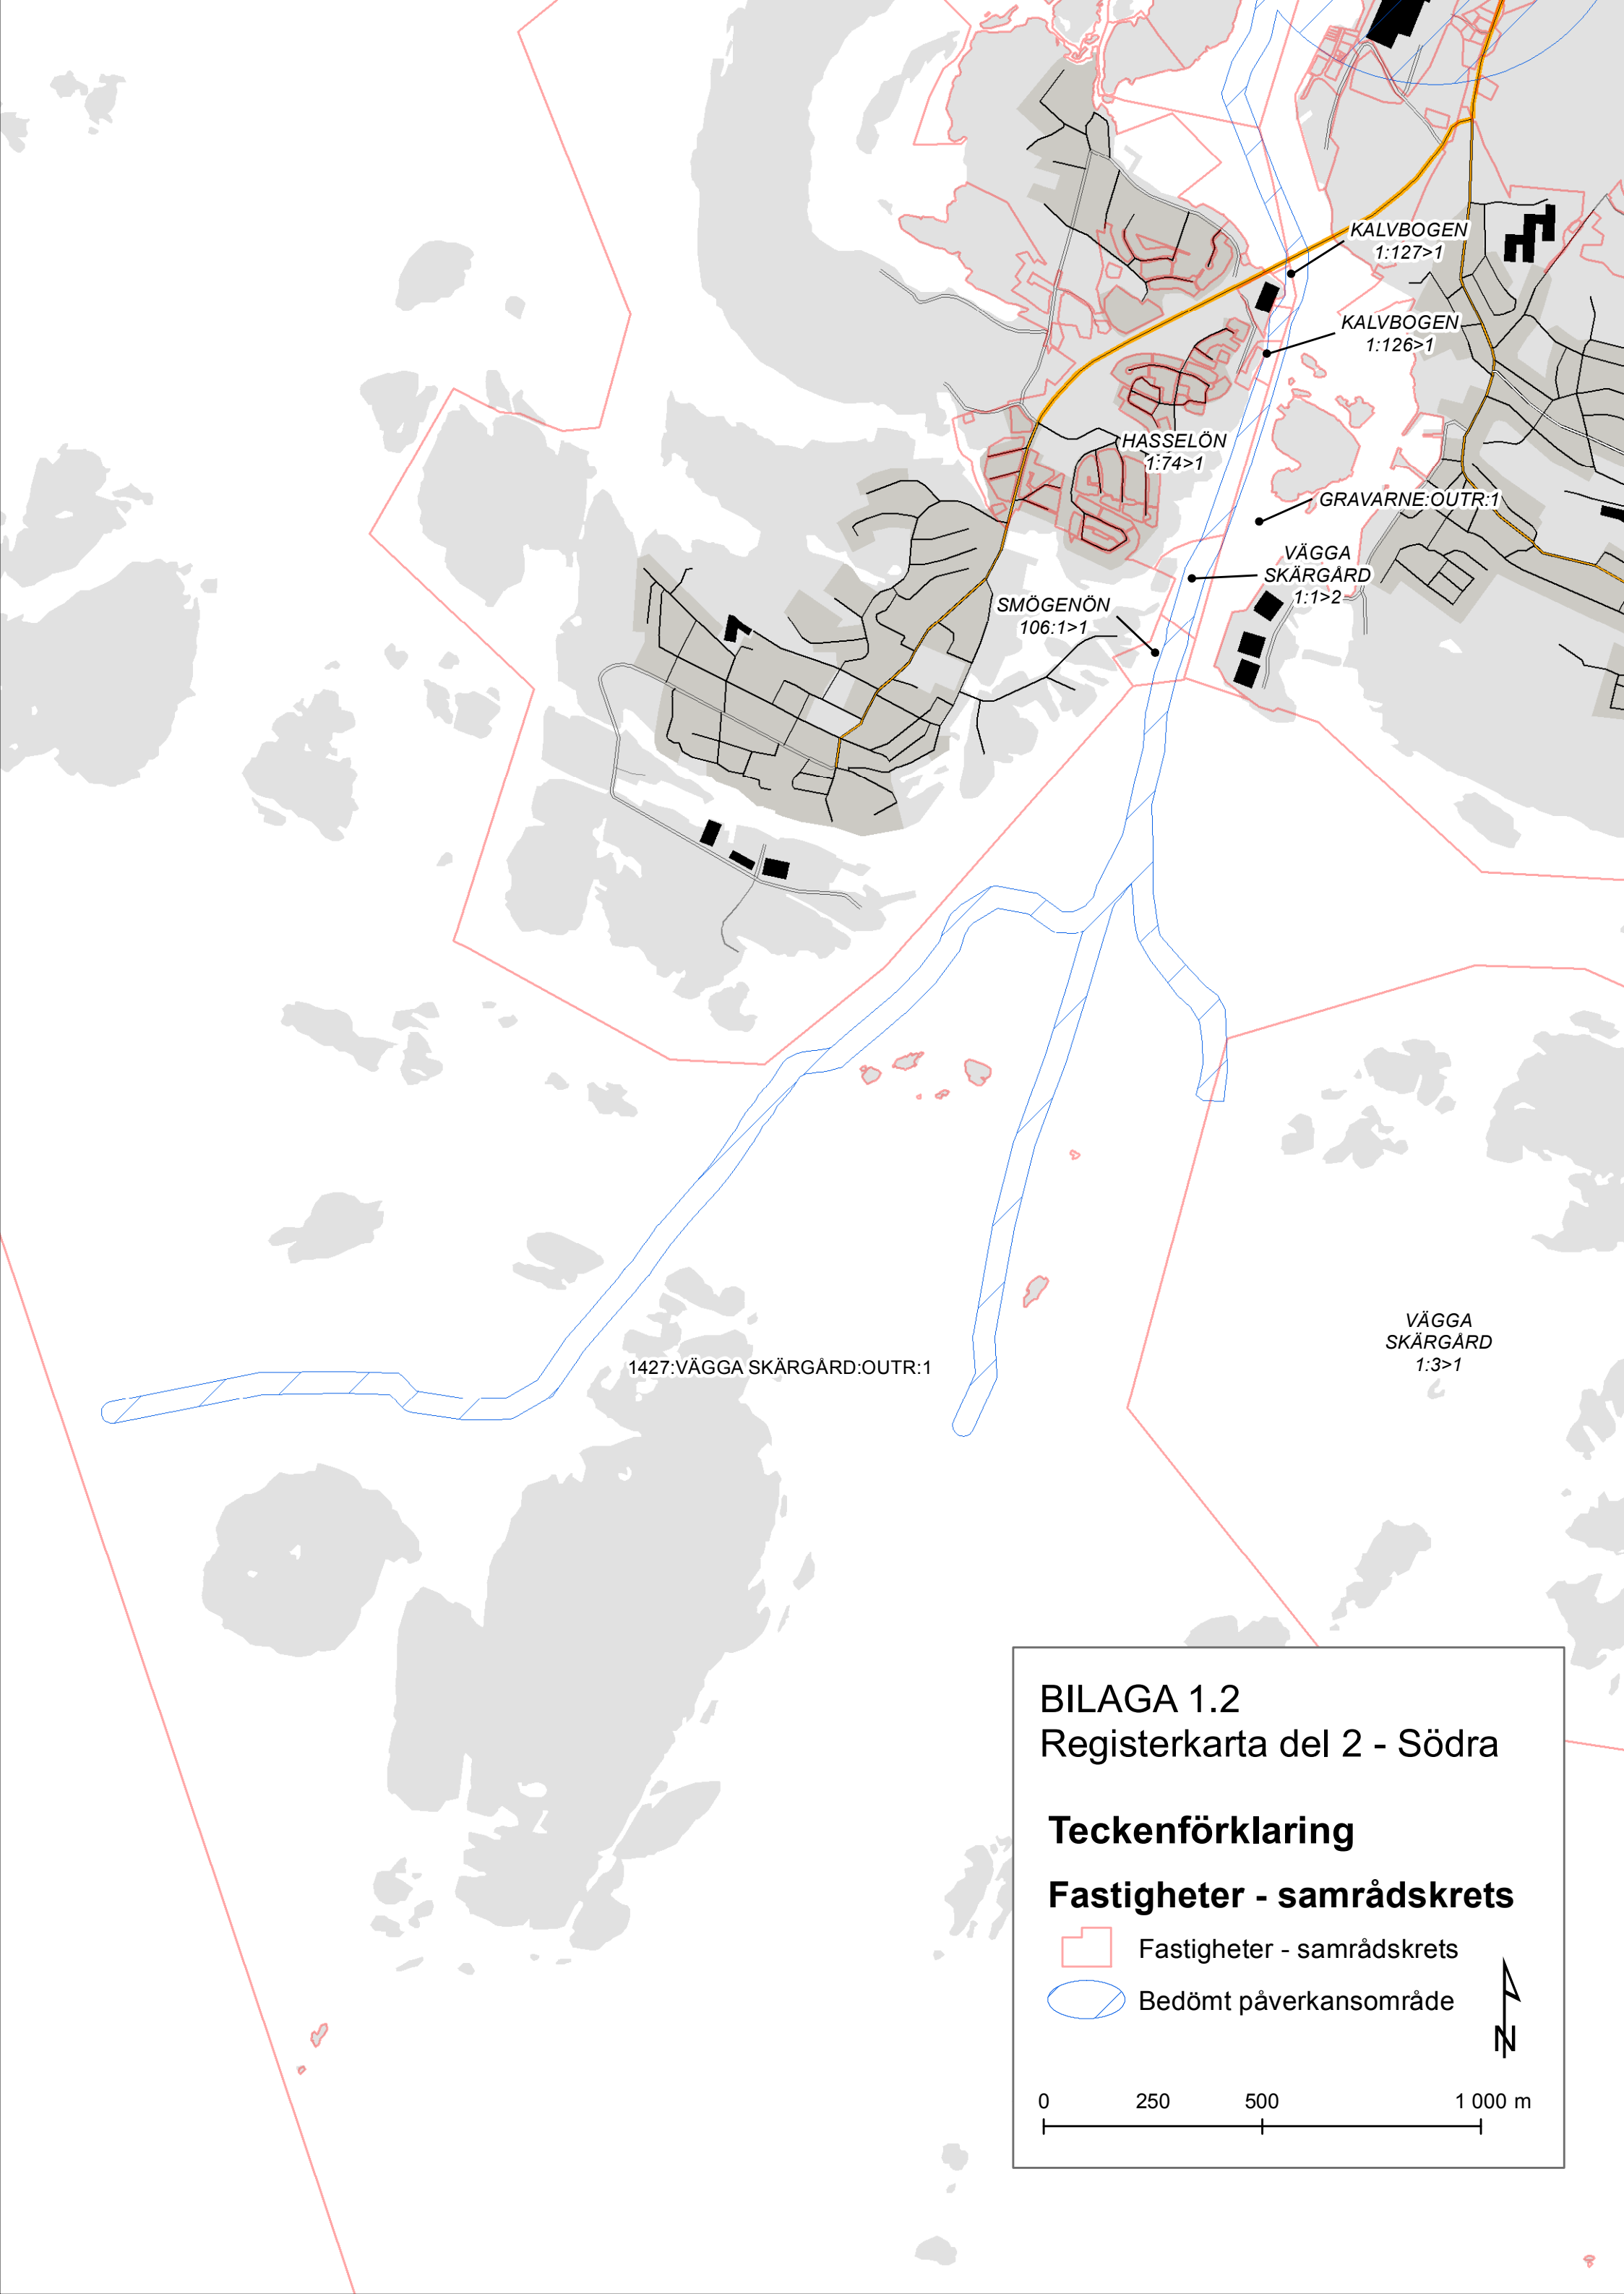 KALVBOGEN
1:127>1
KALVBOGEN
1:126>1
HASSELÖN
1:74>1
GRAVARNE:OUTR:1
VÄGGA
SKÄRGÅRD
1:1>2
SMÖGENÖN
106:1>1
VÄGGA
SKÄRGÅRD
1:3>1
1427:VÄGGA SKÄRGÅRD:OUTR:1
BILAGA 1.2
Registerkarta del 2 - Södra
Teckenförklaring
Fastigheter - samrådskrets
Fastigheter - samrådskrets
Bedömt påverkansområde
N
0 250 500 1 000 m